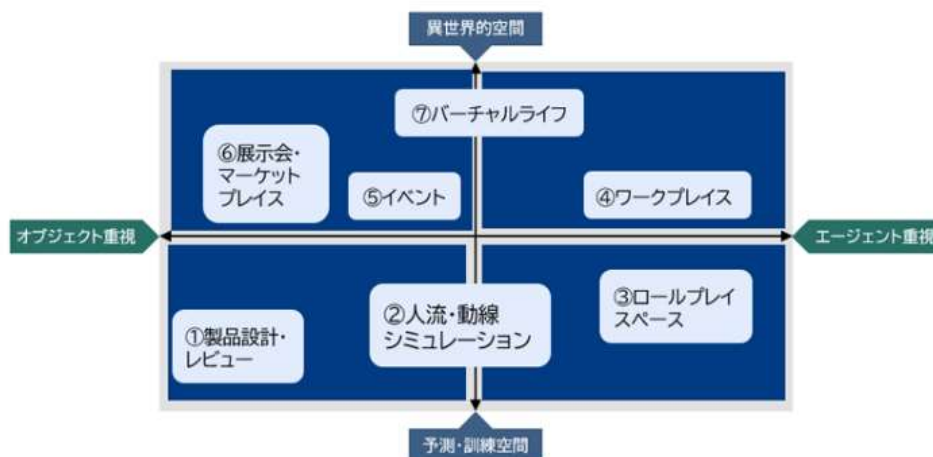 異世界的空間
⑦バーチャルライフ
⑥展示会・
マーケット
プレイス
⑤イベント
④ワークプレイス
オブジェクト重視
エージェント重視
③ロールプレイ
スペース
②人流・動線
シミュレーション
①製品設計・
レビュー
予測・訓練空間